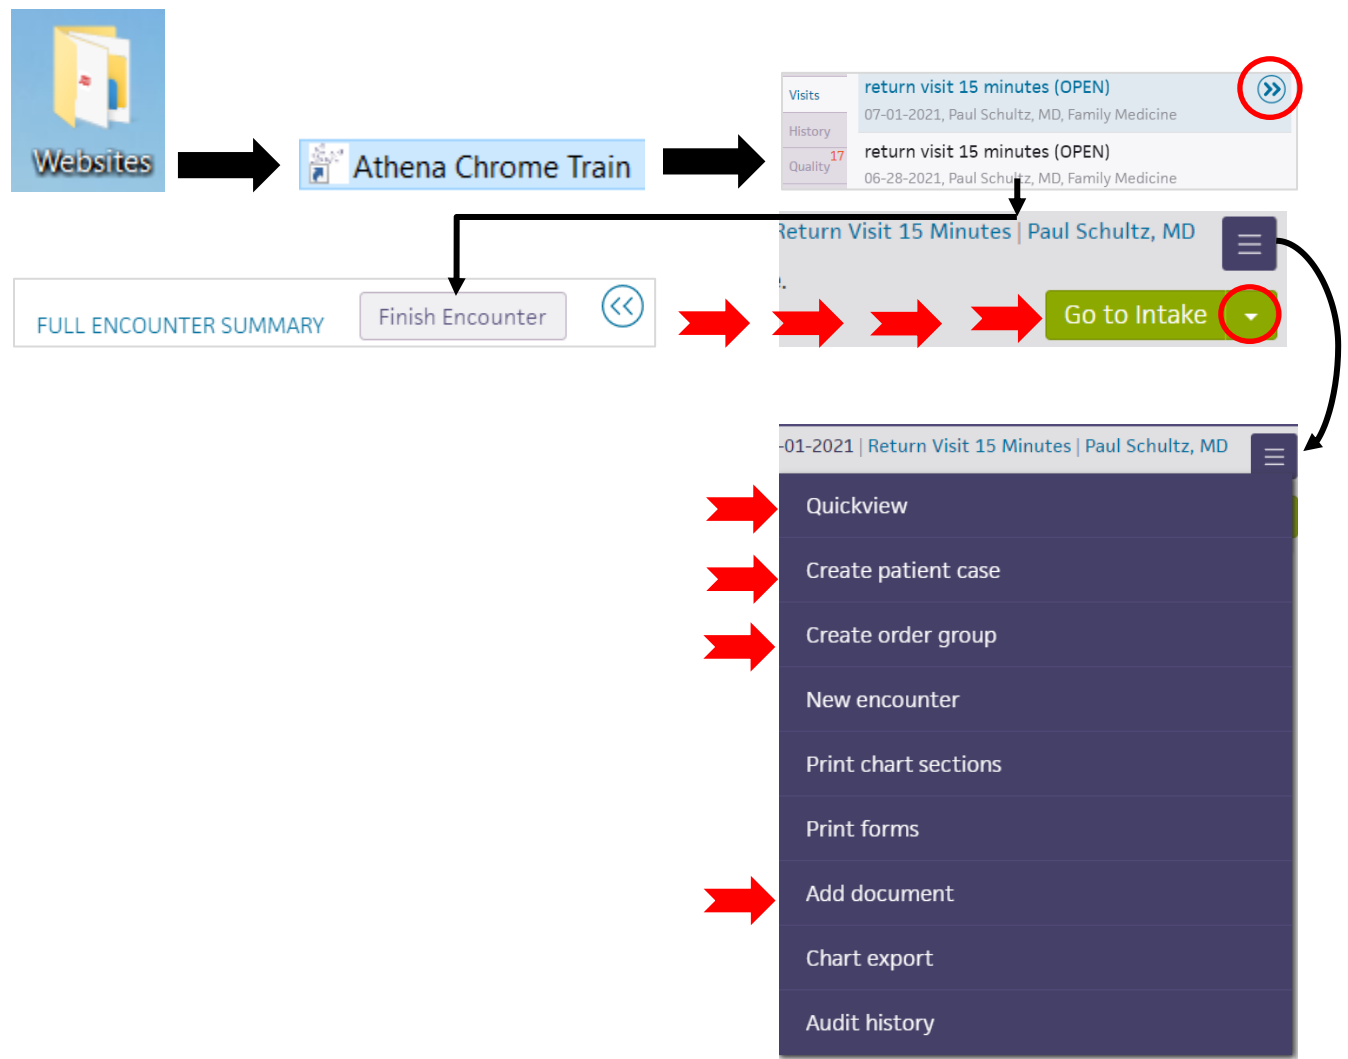 Websites
Athena Chrome Train
Visits
History
Quality 17
return visit 15 minutes (OPEN)
07-01-2021, Paul Schultz, MD, Family Medicine
return visit 15 minutes (OPEN)
06-28-2021, Paul Schultz, MD, Family Medicine
Return Visit 15 Minutes | Paul Schultz, MD
e.
Go to Intake
FULL ENCOUNTER SUMMARY
Finish Encounter
-01-2021 | Return Visit 15 Minutes | Paul Schultz, MD
Quickview
Create patient case
Create order group
New encounter
Print chart sections
Print forms
Add document
Chart export
Audit history